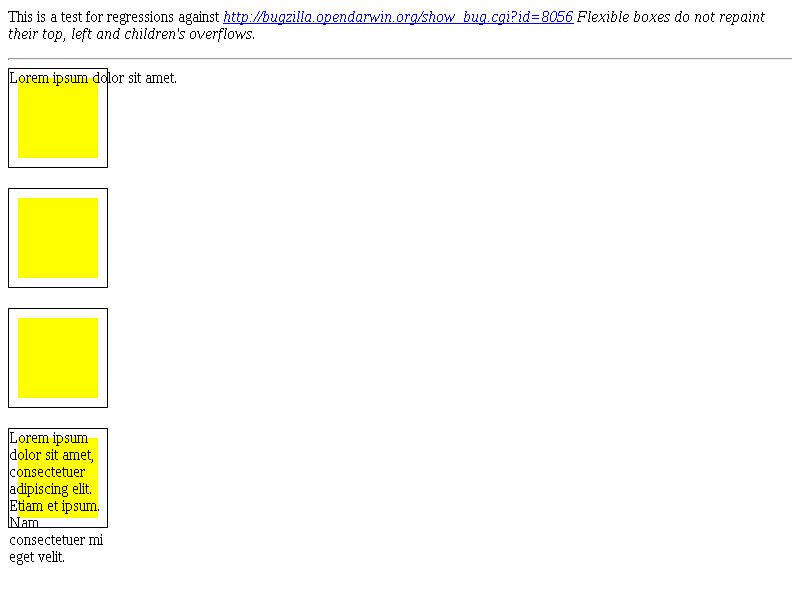 This is a test for regressions against http://bugzilla.opendarwin.org/show_bug.cgi?id=8056 Flexible boxes do not repaint
their top, left and children's overflows.
Lorem ipsum dolor sit amet.
Lorem ipsum
dolor sit amet,
consectetuer
adipiscing elit.
Etiam et ipsum.
Nam
consectetuer mi
eget velit.